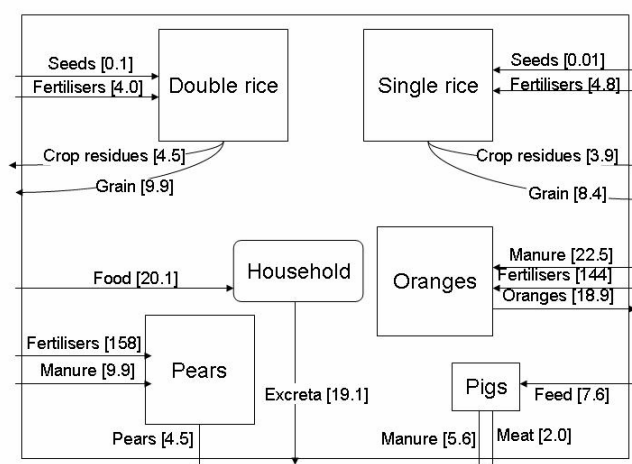 Seeds [0.1]
Fertilisers [4.0]
Double rice
Crop residues [4.5]
Grain [9.9]
Single rice
Seeds [0.01]
Fertilisers [4.8]
Crop residues [3.9]
Grain [8.4]
Food [20.1]
Household
Excreta [19.1]
Oranges
Manure [22.5]
Fertilisers [144]
Oranges [18.9]
Fertilisers [158]
Manure [9.9]
Pears
Pears [4.5]
Pigs
Feed [7.6]
Manure [5.6]
Meat [2.0]